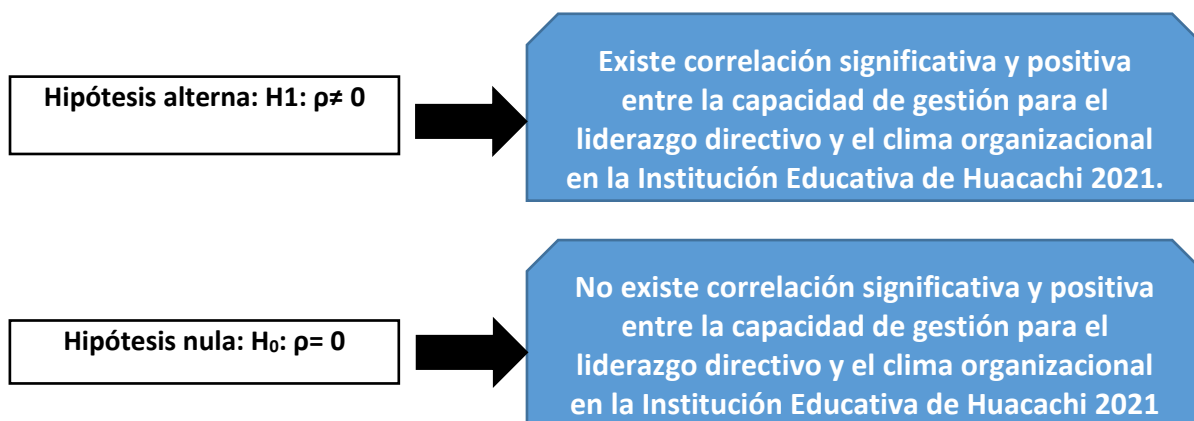 Hipótesis alterna: H1: ρ≠ 0
Existe correlación significativa y positiva
entre la capacidad de gestión para el
liderazgo directivo y el clima organizacional
en la Institución Educativa de Huacachi 2021.
Hipótesis nula: H₀: ρ= 0
No existe correlación significativa y positiva
entre la capacidad de gestión para el
liderazgo directivo y el clima organizacional
en la Institución Educativa de Huacachi 2021